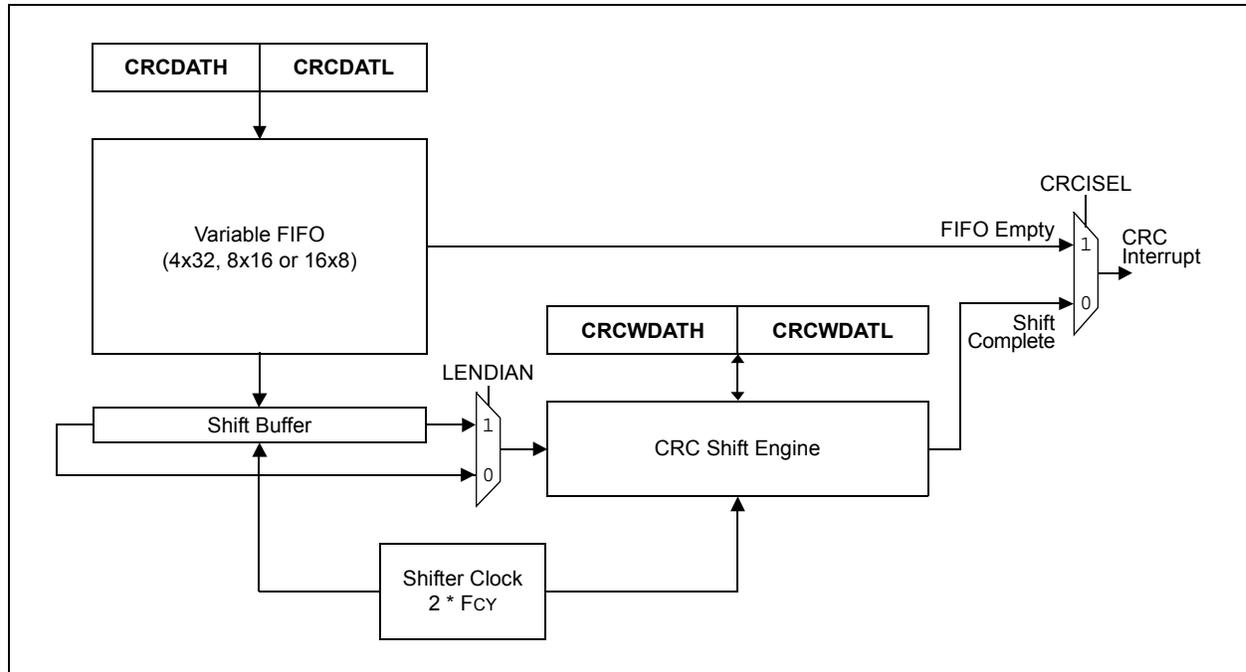 CRCDATH CRCDATL
Variable FIFO
(4x32, 8x16 or 16x8)
CRCISEL
FIFO Empty
1
CRC
Interrupt
0
Shift
Complete
CRCWDATH CRCWDATL
LENDIAN
Shift Buffer
1
0
CRC Shift Engine
Shifter Clock
2 * FCY